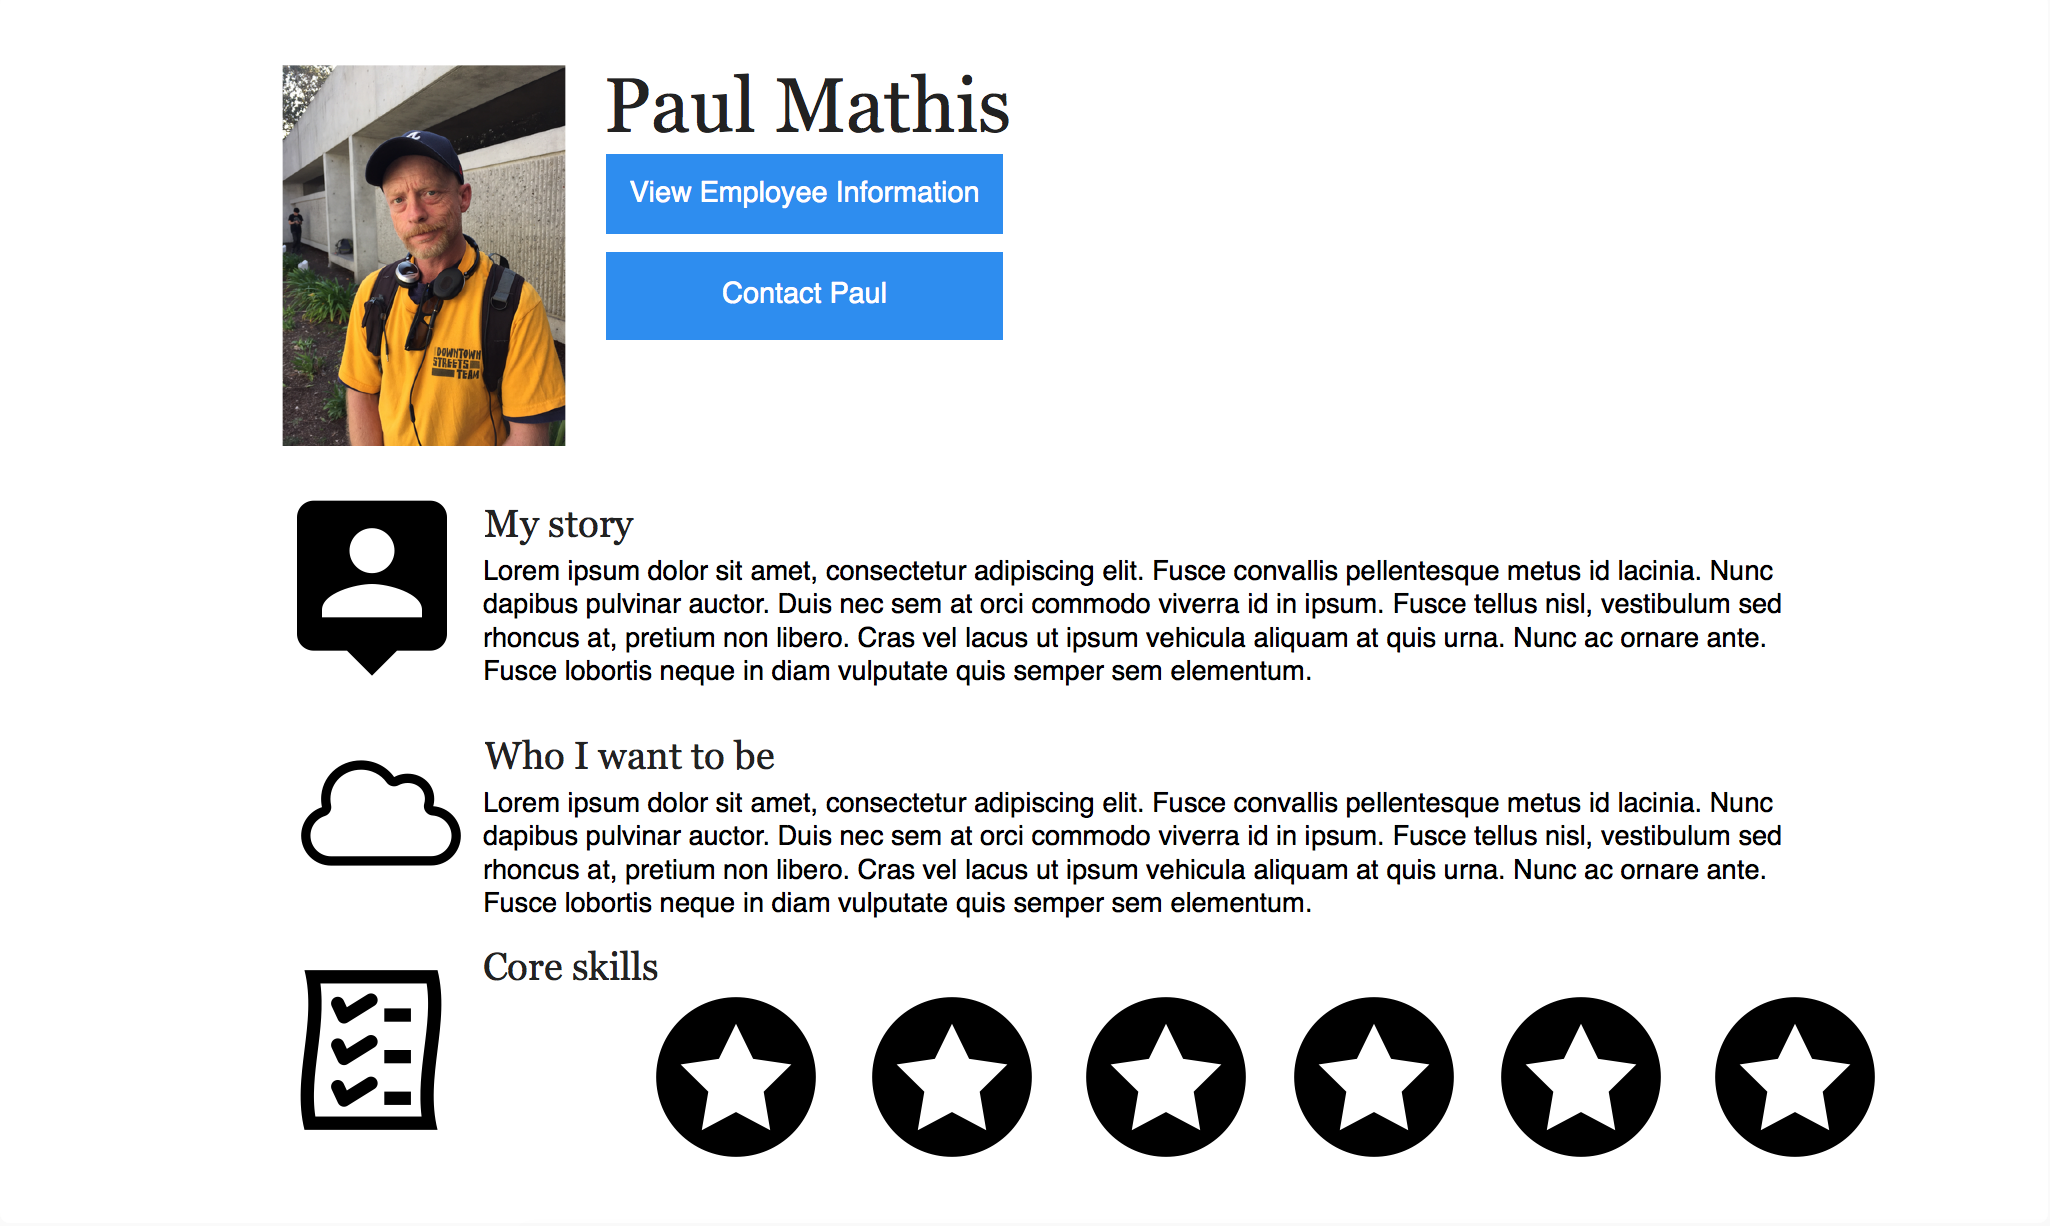 Paul Mathis
View Employee Information
Contact Paul
DOWNTOWN
STREETS
TEAM
My story
Lorem ipsum dolor sit amet, consectetur adipiscing elit. Fusce convallis pellentesque metus id lacinia. Nunc
dapibus pulvinar auctor. Duis nec sem at orci commodo viverra id in ipsum. Fusce tellus nisl, vestibulum sed
rhoncus at, pretium non libero. Cras vel lacus ut ipsum vehicula aliquam at quis urna. Nunc ac ornare ante.
Fusce lobortis neque in diam vulputate quis semper sem elementum.
Who I want to be
Lorem ipsum dolor sit amet, consectetur adipiscing elit. Fusce convallis pellentesque metus id lacinia. Nunc
dapibus pulvinar auctor. Duis nec sem at orci commodo viverra id in ipsum. Fusce tellus nisl, vestibulum sed
rhoncus at, pretium non libero. Cras vel lacus ut ipsum vehicula aliquam at quis urna. Nunc ac ornare ante.
Fusce lobortis neque in diam vulputate quis semper sem elementum.
Core skills